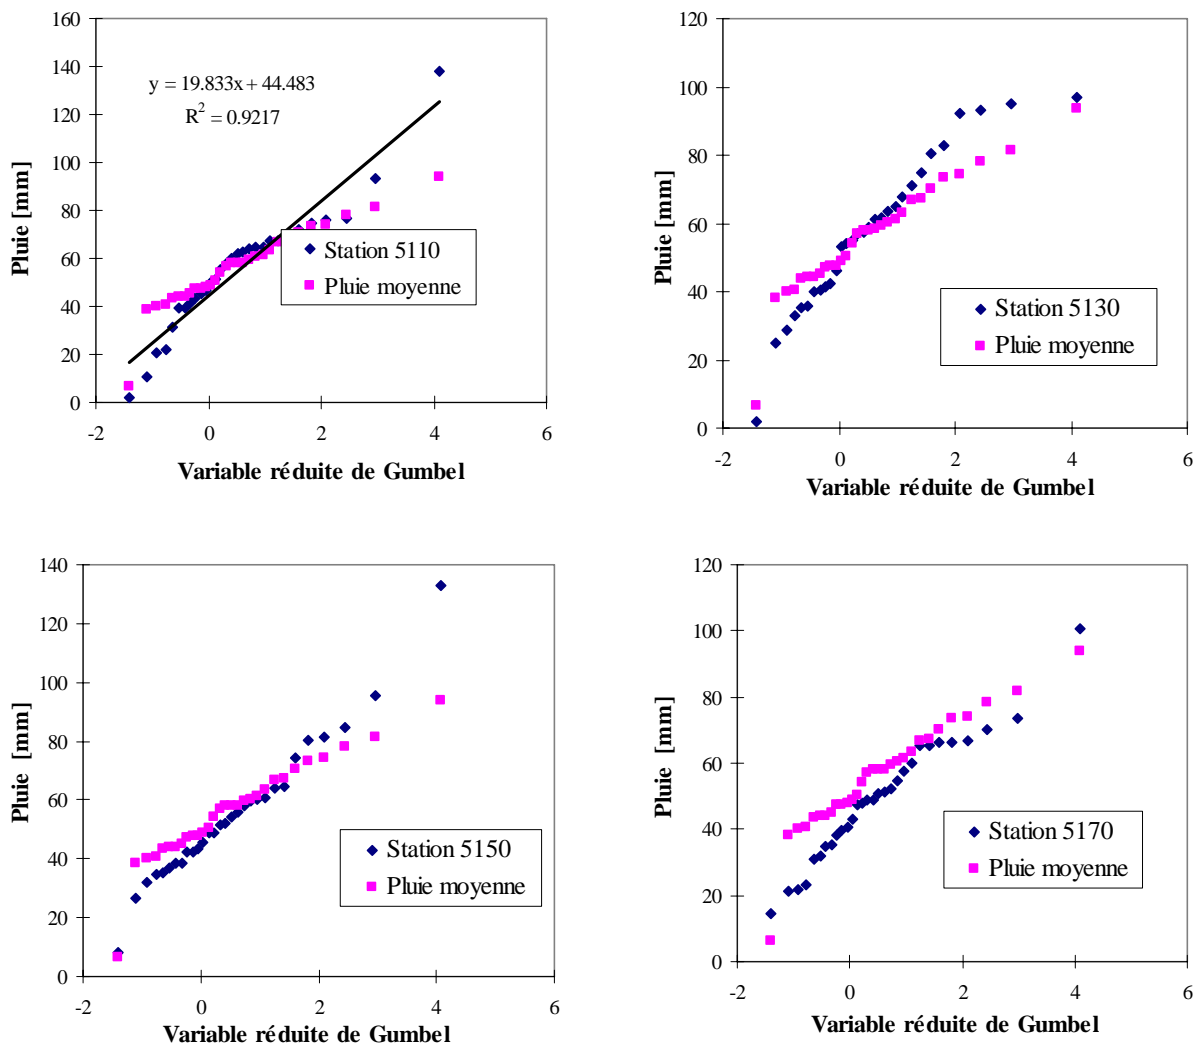 160
140
120
100
80
60
40
20
0
-2
0
2
4
6
Pluie [mm]
Variable réduite de Gumbel
y = 19.833x + 44.483
R² = 0.9217
Station 5110
Pluie moyenne
120
100
80
60
40
20
0
-2
0
2
4
6
Pluie [mm]
Variable réduite de Gumbel
Station 5130
Pluie moyenne
140
120
100
80
60
40
20
0
-2
0
2
4
6
Pluie [mm]
Variable réduite de Gumbel
Station 5150
Pluie moyenne
120
100
80
60
40
20
0
-2
0
2
4
6
Pluie [mm]
Variable réduite de Gumbel
Station 5170
Pluie moyenne